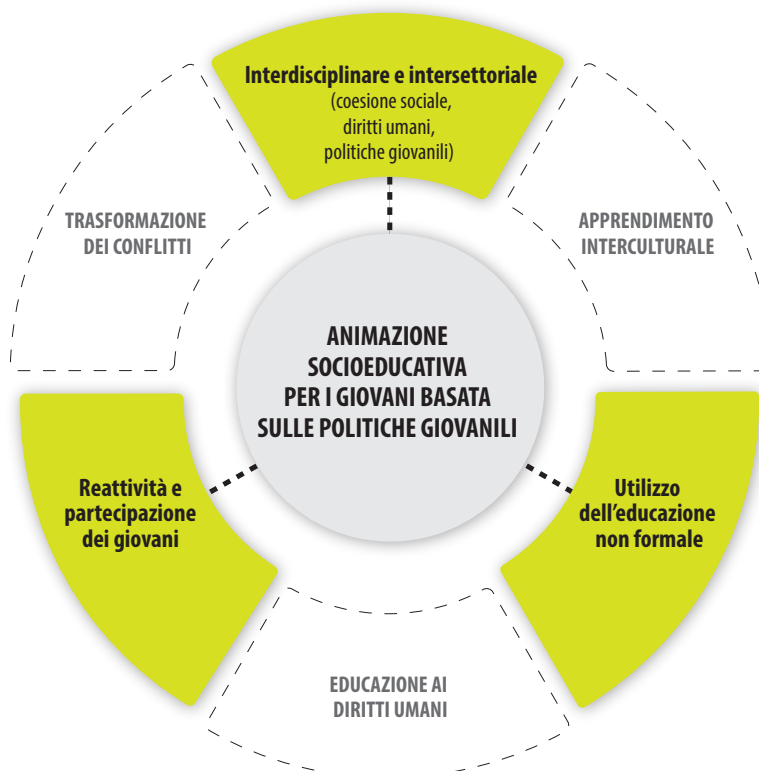 Interdisciplinare e intersettoriale
(coesione sociale,
diritti umani,
politiche giovanili)
TRASFORMAZIONE
DEI CONFLITTI
APPRENDIMENTO
INTERCULTURALE
ANIMAZIONE
SOCIOEDUCATIVA
PER I GIOVANI BASATA
SULLE POLITICHE GIOVANILI
Reattività e
partecipazione
dei giovani
Utilizzo
dell’educazione
non formale
EDUCAZIONE AI
DIRITTI UMANI